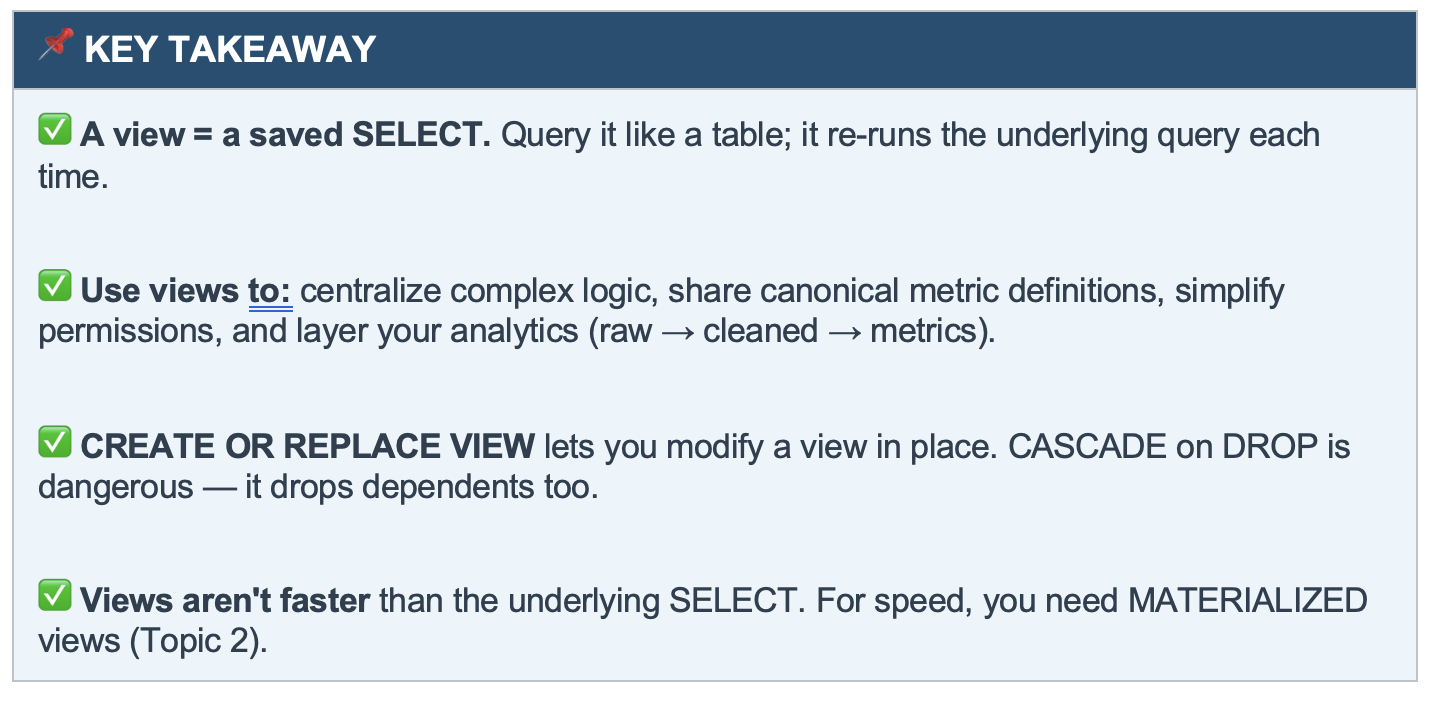 📌 KEY TAKEAWAY
✅ A view = a saved SELECT. Query it like a table; it re-runs the underlying query each
time.
✅ Use views to: centralize complex logic, share canonical metric definitions, simplify
permissions, and layer your analytics (raw → cleaned → metrics).
✅ CREATE OR REPLACE VIEW lets you modify a view in place. CASCADE on DROP is
dangerous — it drops dependents too.
✅ Views aren't faster than the underlying SELECT. For speed, you need MATERIALIZED
views (Topic 2).